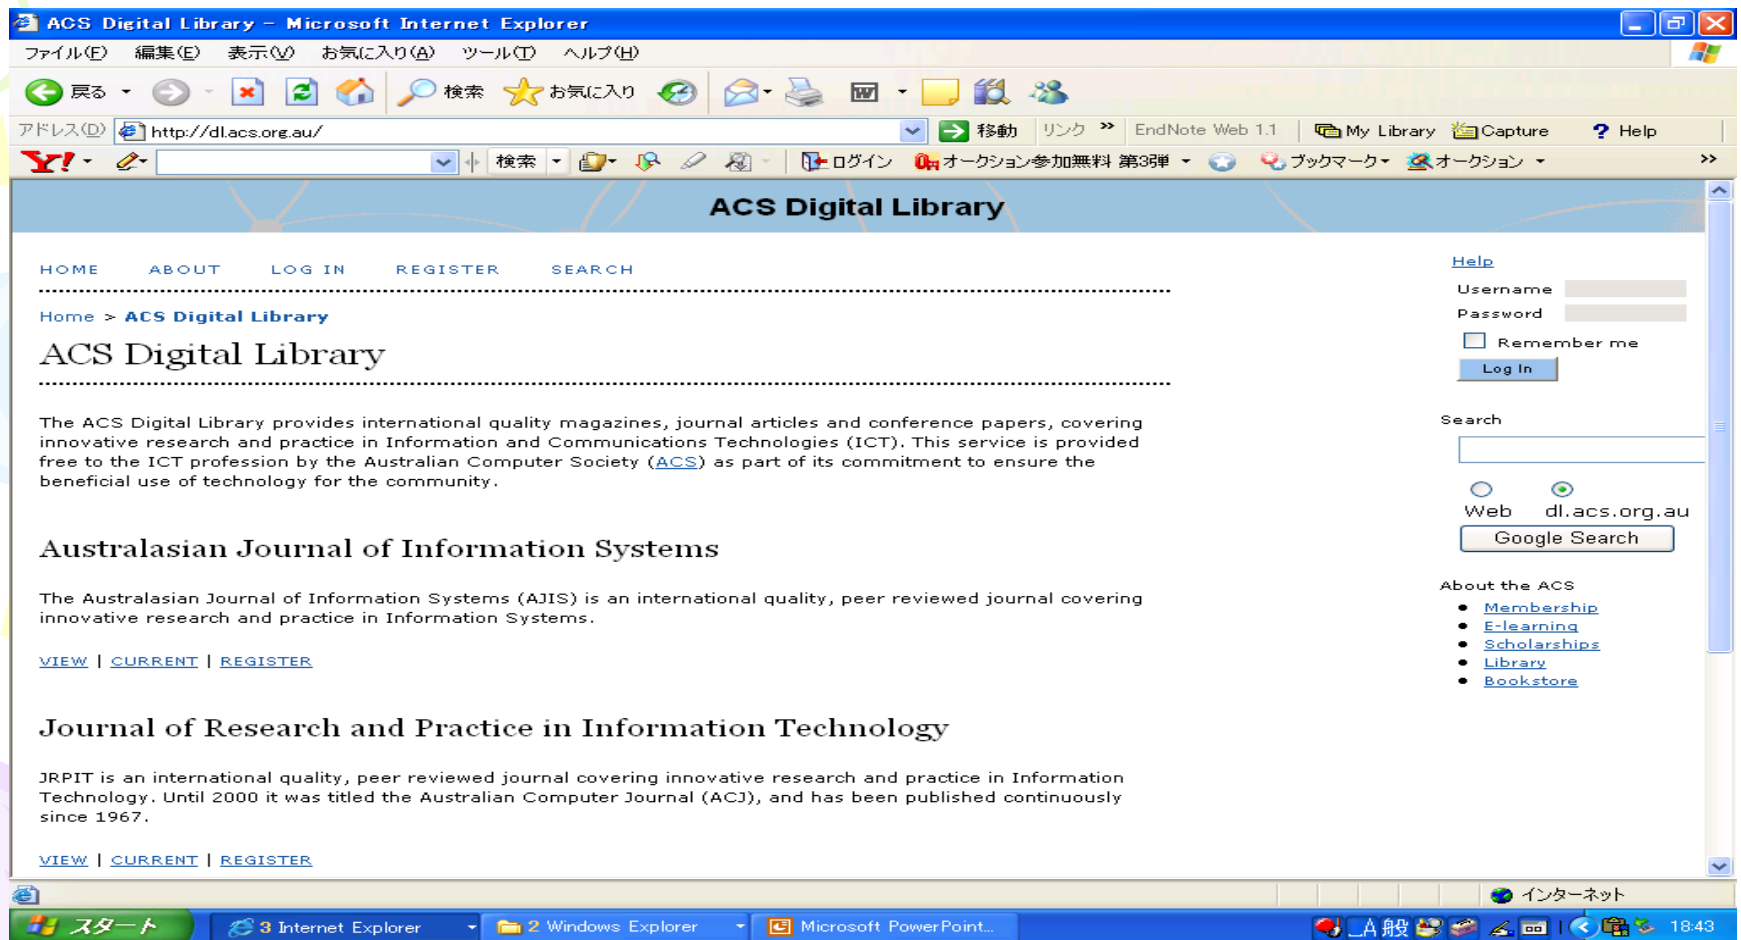 ACS Digital Library - Microsoft Internet Explorer
ファイル(F) 編集(E) 表示(V) お気に入り(A) ツール(T) ヘルプ(H)
戻る 検索 お気に入り
アドレス(D) http://dl.acs.org.au/ 移動 リンク » EndNote Web 1.1 My Library Capture ? Help
Y! 検索 ログイン オークション参加無料 第3弾 ブックマーク オークション »
ACS Digital Library
HOME ABOUT LOG IN REGISTER SEARCH
Home > ACS Digital Library
ACS Digital Library
The ACS Digital Library provides international quality magazines, journal articles and conference papers, covering
innovative research and practice in Information and Communications Technologies (ICT). This service is provided
free to the ICT profession by the Australian Computer Society (ACS) as part of its commitment to ensure the
beneficial use of technology for the community.
Australasian Journal of Information Systems
The Australasian Journal of Information Systems (AJIS) is an international quality, peer reviewed journal covering
innovative research and practice in Information Systems.
VIEW | CURRENT | REGISTER
Journal of Research and Practice in Information Technology
JRPIT is an international quality, peer reviewed journal covering innovative research and practice in Information
Technology. Until 2000 it was titled the Australian Computer Journal (ACJ), and has been published continuously
since 1967.
VIEW | CURRENT | REGISTER
Help
Username
Password
Remember me
Log In
Search
Web dl.acs.org.au
Google Search
About the ACS
Membership
E-learning
Scholarships
Library
Bookstore
インターネット
スタート 3 Internet Explorer 2 Windows Explorer Microsoft PowerPoint... A 般 18:43